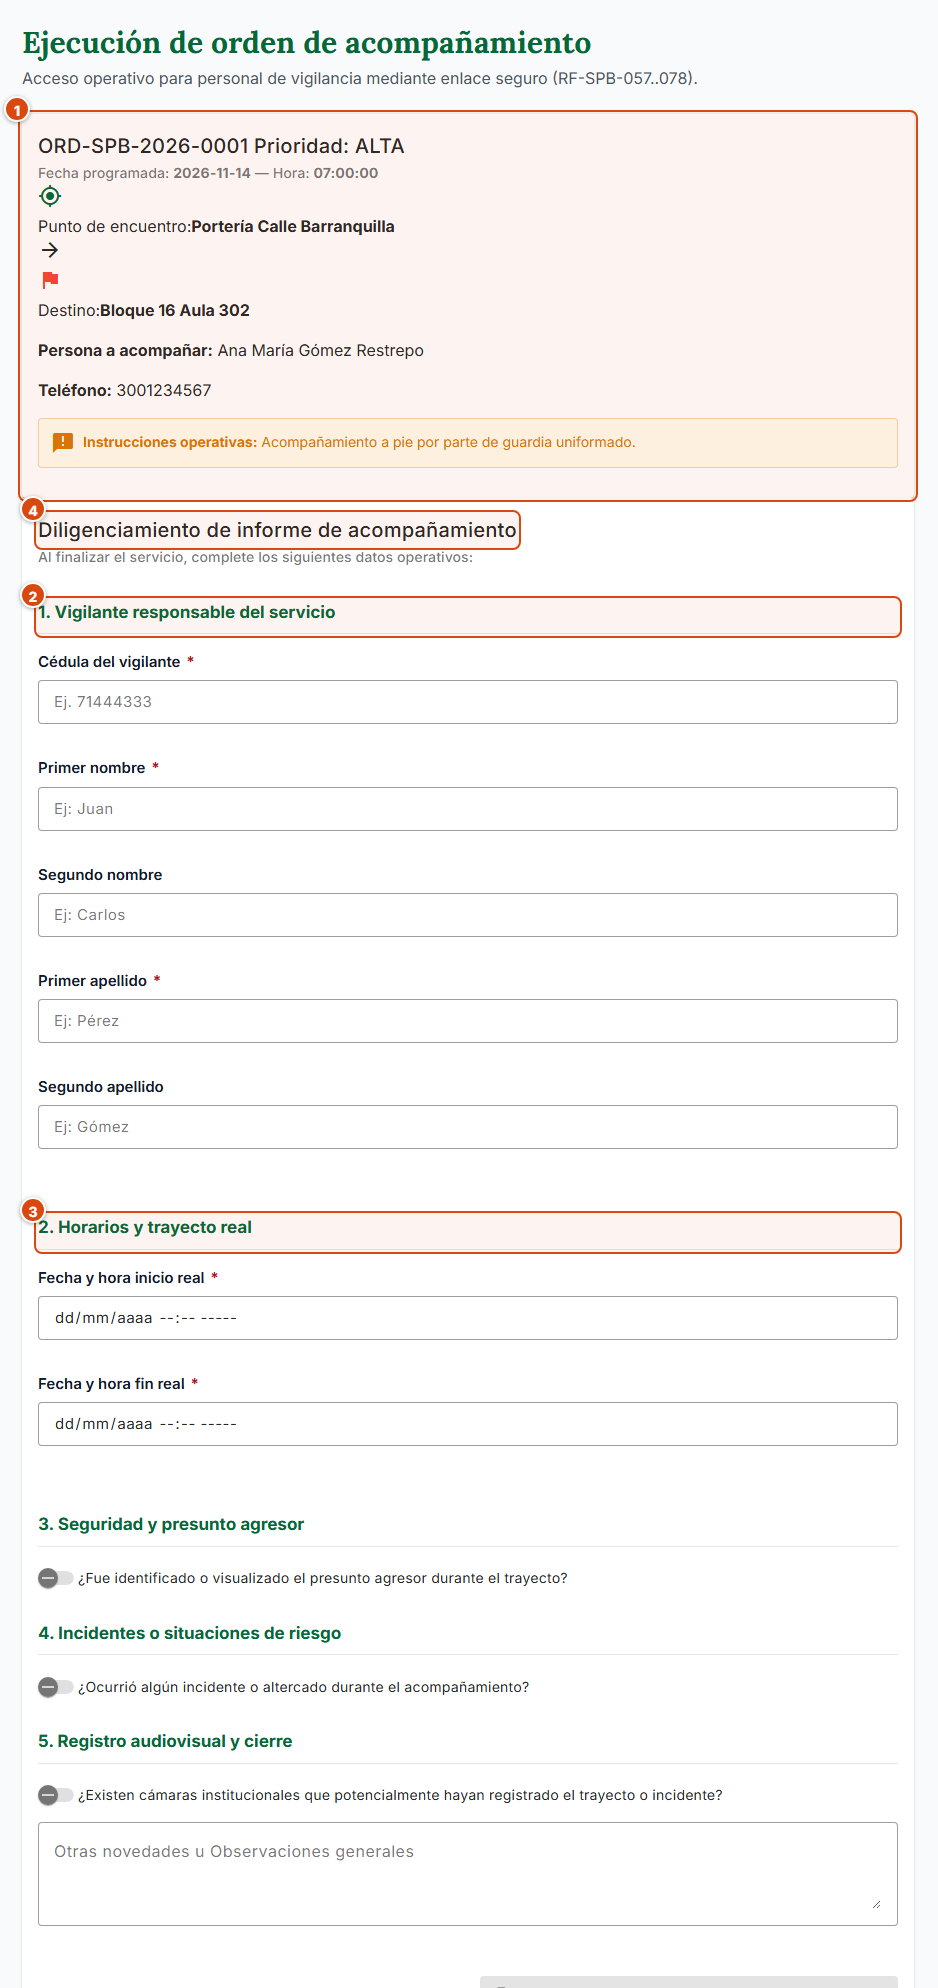 Ejecución de orden de acompañamiento
Acceso operativo para personal de vigilancia mediante enlace seguro (RF-SPB-057..078).
1
ORD-SPB-2026-0001 Prioridad: ALTA
Fecha programada: 2026-11-14 — Hora: 07:00:00
Punto de encuentro:Portería Calle Barranquilla
Destino:Bloque 16 Aula 302
Persona a acompañar: Ana María Gómez Restrepo
Teléfono: 3001234567
Instrucciones operativas: Acompañamiento a pie por parte de guardia uniformado.
4
Diligenciamiento de informe de acompañamiento
Al finalizar el servicio, complete los siguientes datos operativos:
2
1. Vigilante responsable del servicio
Cédula del vigilante *
Ej. 71444333
Primer nombre *
Ej: Juan
Segundo nombre
Ej: Carlos
Primer apellido *
Ej: Pérez
Segundo apellido
Ej: Gómez
3
2. Horarios y trayecto real
Fecha y hora inicio real *
dd/mm/aaaa --:-- -----
Fecha y hora fin real *
dd/mm/aaaa --:-- -----
3. Seguridad y presunto agresor
¿Fue identificado o visualizado el presunto agresor durante el trayecto?
4. Incidentes o situaciones de riesgo
¿Ocurrió algún incidente o altercado durante el acompañamiento?
5. Registro audiovisual y cierre
¿Existen cámaras institucionales que potencialmente hayan registrado el trayecto o incidente?
Otras novedades u Observaciones generales